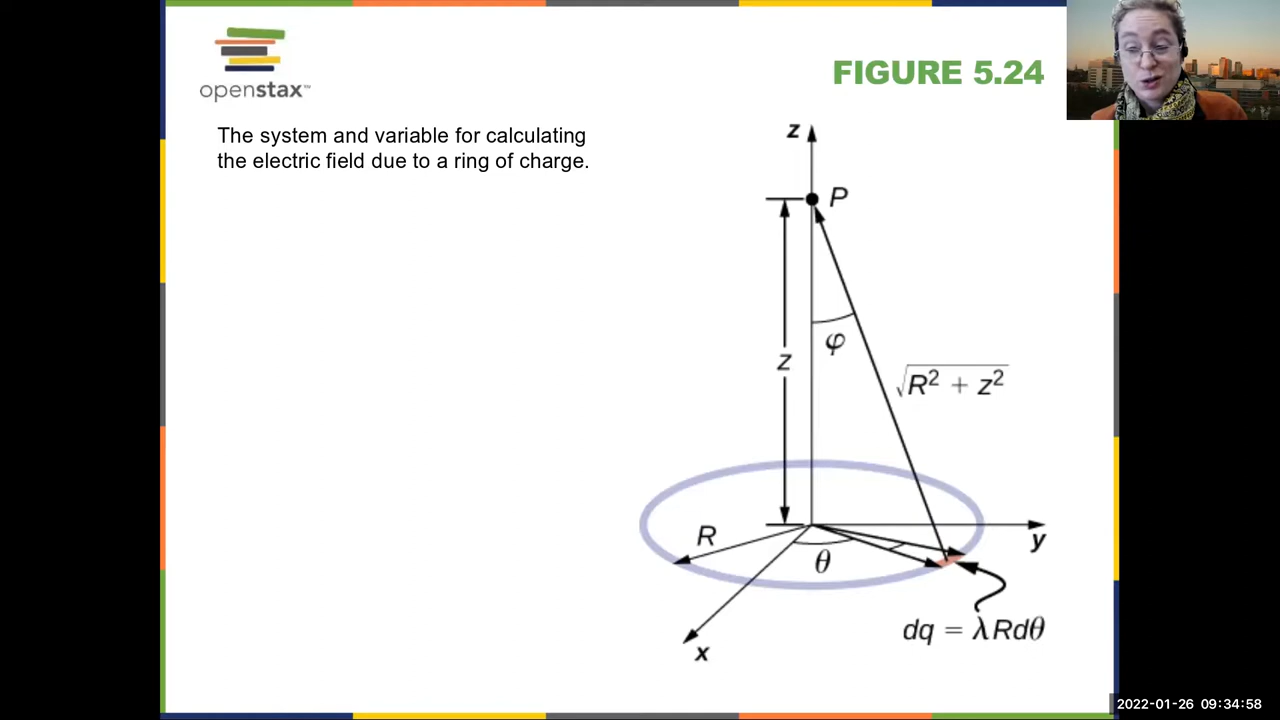 openstax™
FIGURE 5.24
The system and variable for calculating
the electric field due to a ring of charge.
z
P
φ
z
√R² + z²
R
y
θ
dq = λRdθ
x
2022-01-26 09:34:58